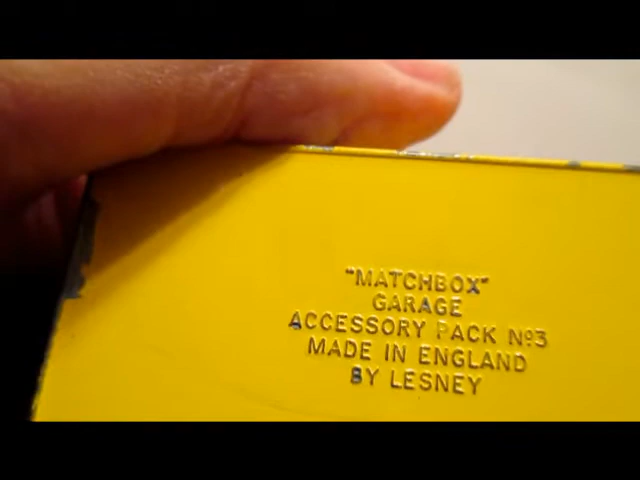 "MATCHBOX"
GARAGE
ACCESSORY PACK Nº3
MADE IN ENGLAND
BY LESNEY